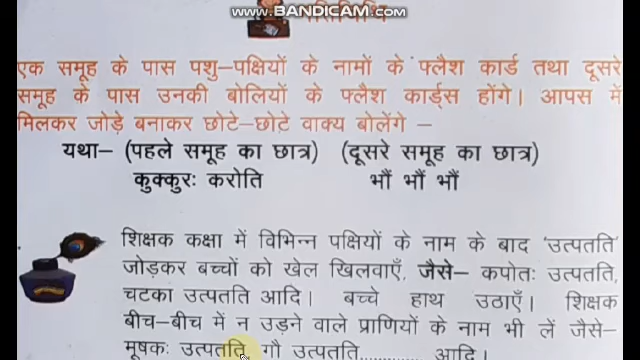 www.BANDICAM.com
एक समूह के पास पशु–पक्षियों के नामों के फ्लैश कार्ड तथा दूसरे
समूह के पास उनकी बोलियों के फ्लैश कार्ड्स होंगे। आपस में
मिलकर जोड़े बनाकर छोटे–छोटे वाक्य बोलेंगे –
यथा– (पहले समूह का छात्र) (दूसरे समूह का छात्र)
कुक्कुरः करोति भौं भौं भौं
शिक्षक कक्षा में विभिन्न पक्षियों के नाम के बाद 'उत्पतति'
जोड़कर बच्चों को खेल खिलवाएँ, जैसे– कपोतः उत्पतति,
चटका उत्पतति आदि। बच्चे हाथ उठाएँ। शिक्षक
बीच–बीच में न उड़ने वाले प्राणियों के नाम भी लें जैसे–
मूषकः उत्पतति, गौ उत्पतति............ आदि।